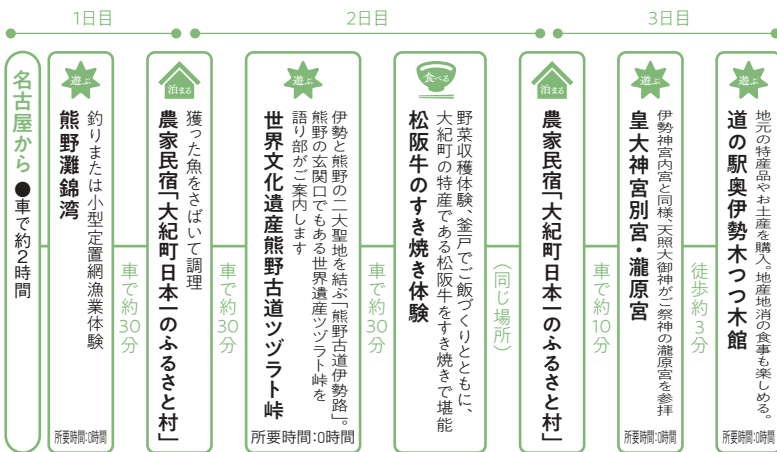 1日目
2日目
3日目
名古屋から ●車で約2時間
遊ぶ
熊野灘錦湾
釣りまたは小型定置網漁業体験
所要時間:0時間
車で約30分
泊まる
農家民宿「大紀町日本一のふるさと村」
獲った魚をさばいて調理
車で約30分
遊ぶ
世界文化遺産熊野古道ツヅラト峠
伊勢と熊野の二大聖地を結ぶ「熊野古道伊勢路」。
熊野の玄関口でもある世界遺産ツヅラト峠を
語り部がご案内します
所要時間:0時間
車で約30分
食べる
松阪牛のすき焼き体験
野菜収穫体験、釜戸でご飯づくりとともに、
大紀町の特産である松阪牛をすき焼きで堪能
(同じ場所)
泊まる
農家民宿「大紀町日本一のふるさと村」
車で約10分
遊ぶ
皇大神宮別宮・瀧原宮
伊勢神宮内宮と同様、天照大御神がご祭神の瀧原宮を参拝
所要時間:0時間
徒歩約3分
遊ぶ
道の駅奥伊勢木つつ木館
地元の特産品やお土産を購入。地産地消の食事も楽しめる。
所要時間:0時間